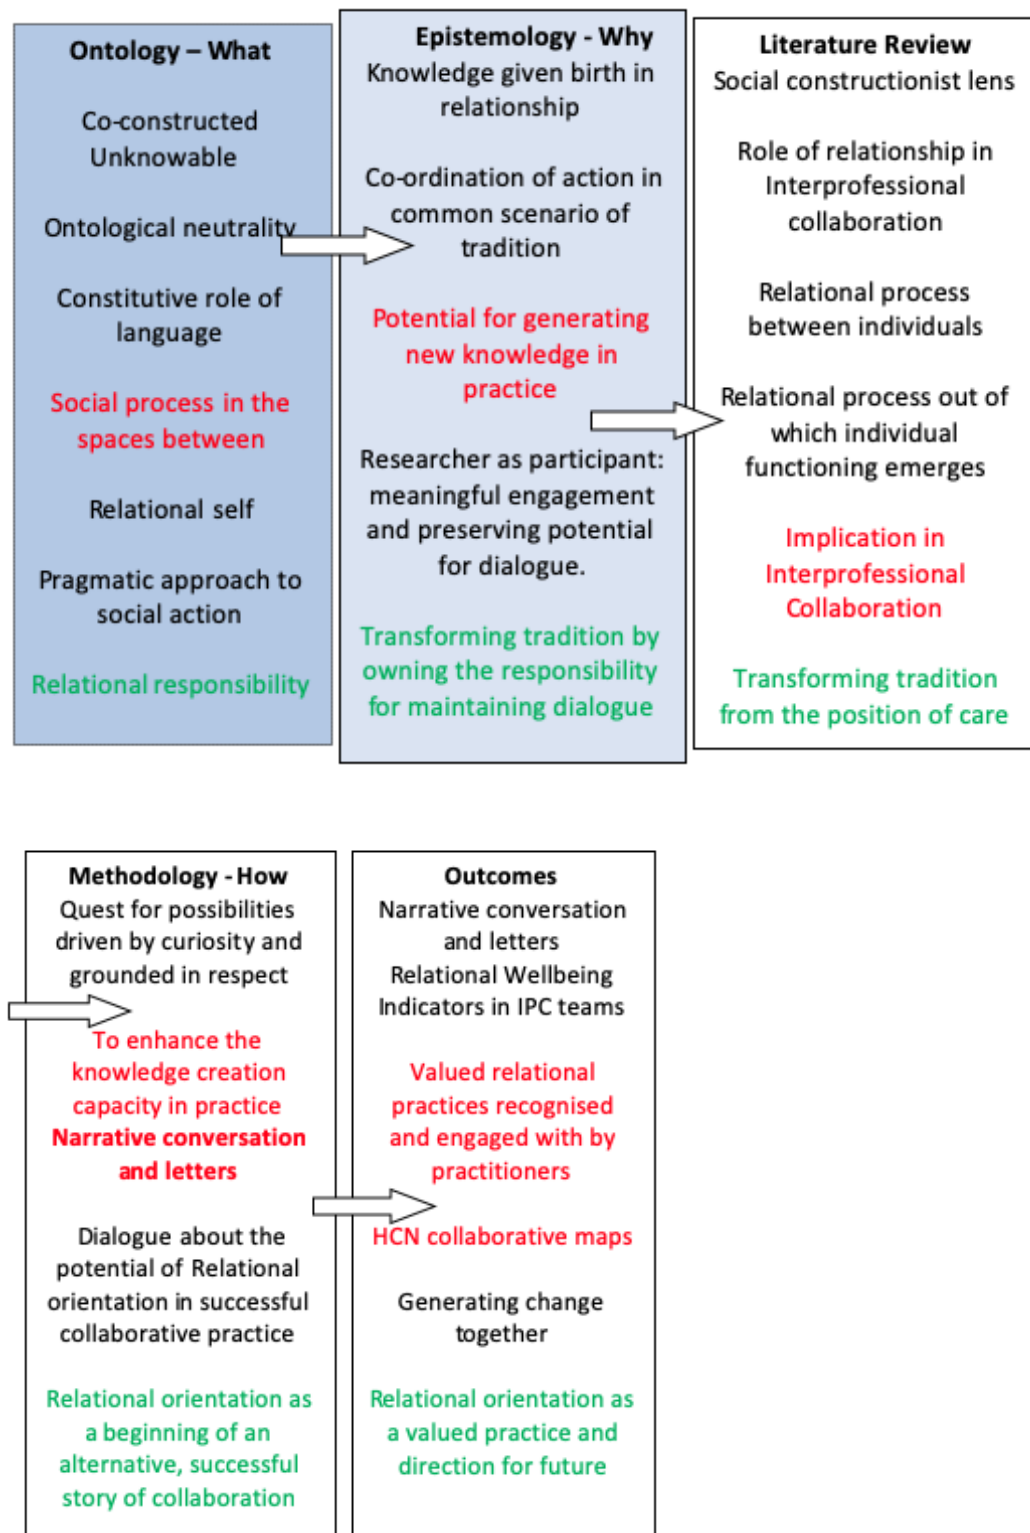 Ontology – What
Co-constructed
Unknowable
Ontological neutrality
Constitutive role of
language
Social process in the
spaces between
Relational self
Pragmatic approach to
social action
Relational responsibility
Epistemology - Why
Knowledge given birth in
relationship
Co-ordination of action in
common scenario of
tradition
Potential for generating
new knowledge in
practice
Researcher as participant:
meaningful engagement
and preserving potential
for dialogue.
Transforming tradition by
owning the responsibility
for maintaining dialogue
Literature Review
Social constructionist lens
Role of relationship in
Interprofessional
collaboration
Relational process
between individuals
Relational process out of
which individual
functioning emerges
Implication in
Interprofessional
Collaboration
Transforming tradition
from the position of care
Methodology - How
Quest for possibilities
driven by curiosity and
grounded in respect
To enhance the
knowledge creation
capacity in practice
Narrative conversation
and letters
Dialogue about the
potential of Relational
orientation in successful
collaborative practice
Relational orientation as
a beginning of an
alternative, successful
story of collaboration
Outcomes
Narrative conversation
and letters
Relational Wellbeing
Indicators in IPC teams
Valued relational
practices recognised
and engaged with by
practitioners
HCN collaborative maps
Generating change
together
Relational orientation as
a valued practice and
direction for future